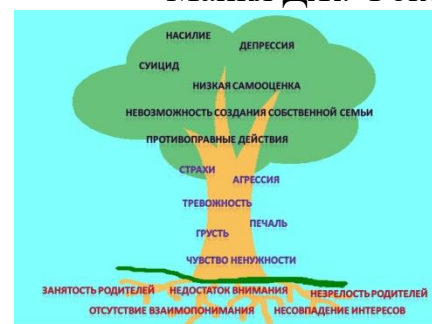 НАСИЛИЕ
ДЕПРЕССИЯ
СУИЦИД
НИЗКАЯ САМООЦЕНКА
НЕВОЗМОЖНОСТЬ СОЗДАНИЯ СОБСТВЕННОЙ СЕМЬИ
ПРОТИВОПРАВНЫЕ ДЕЙСТВИЯ
СТРАХИ
АГРЕССИЯ
ТРЕВОЖНОСТЬ
ПЕЧАЛЬ
ГРУСТЬ
ЧУВСТВО НЕНУЖНОСТИ
ЗАНЯТОСТЬ РОДИТЕЛЕЙ НЕДОСТАТОК ВНИМАНИЯ НЕЗРЕЛОСТЬ РОДИТЕЛЕЙ
ОТСУТСТВИЕ ВЗАИМОПОНИМАНИЯ НЕСОВПАДЕНИЕ ИНТЕРЕСОВ